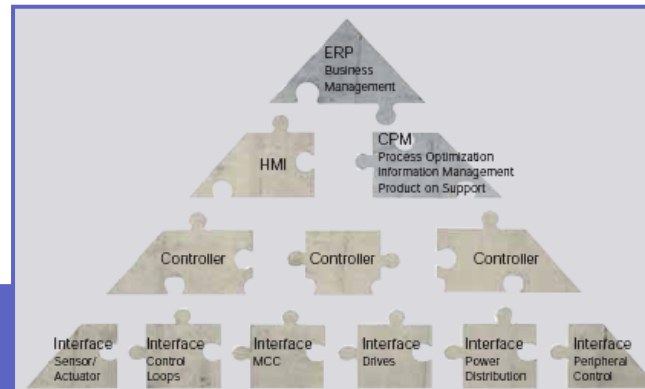 ERP
Business
Management
HMI
CPM
Process Optimization
Information Management
Product on Support
Controller
Controller
Controller
Interface
Sensor/
Actuator
Interface
Control
Loops
Interface
MCC
Interface
Drives
Interface
Power
Distribution
Interface
Peripheral
Control